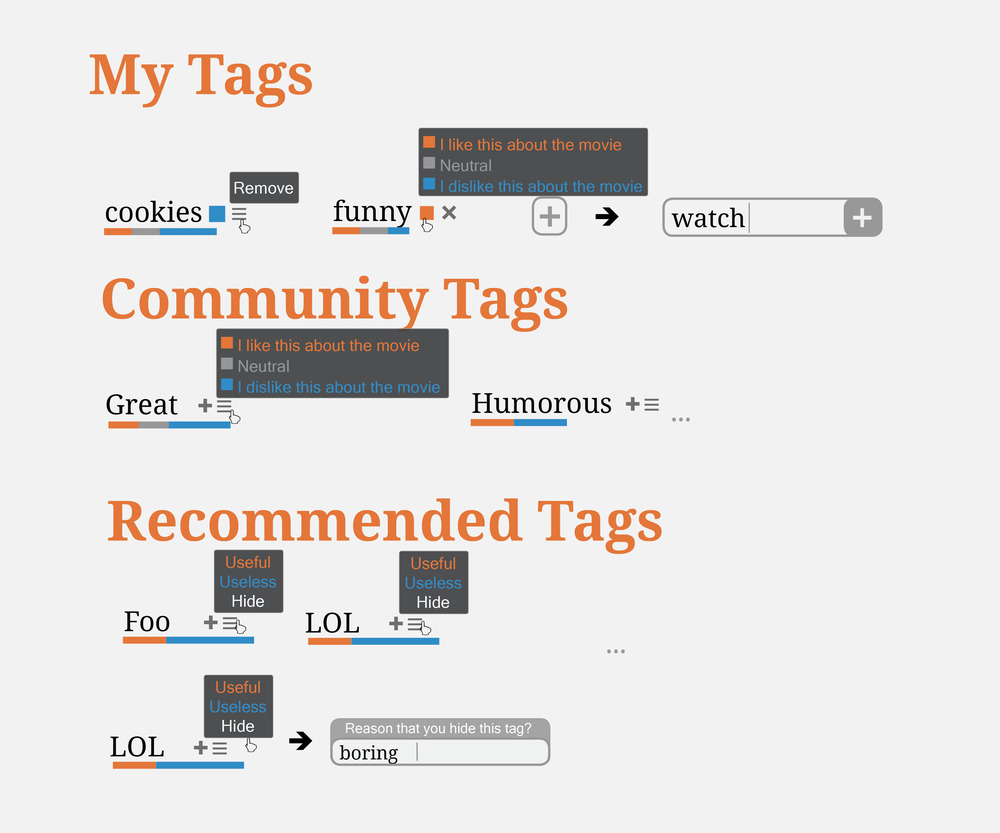 My Tags
I like this about the movie
Neutral
I dislike this about the movie
Remove
cookies
funny
watch
Community Tags
I like this about the movie
Neutral
I dislike this about the movie
Great
Humorous
...
Recommended Tags
Useful
Useless
Hide
Useful
Useless
Hide
Foo
LOL
...
Useful
Useless
Hide
LOL
Reason that you hide this tag?
boring